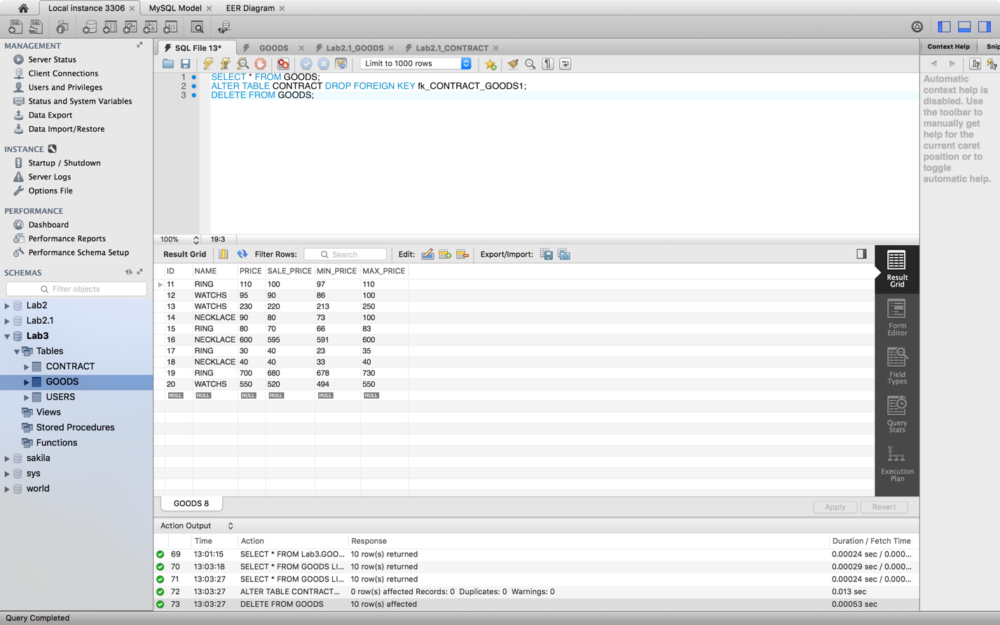 Local instance 3306 MySQL Model EER Diagram
MANAGEMENT
Server Status
Client Connections
Users and Privileges
Status and System Variables
Data Export
Data Import/Restore
INSTANCE
Startup / Shutdown
Server Logs
Options File
PERFORMANCE
Dashboard
Performance Reports
Performance Schema Setup
SCHEMAS
Filter objects
Lab2
Lab2.1
Lab3
Tables
CONTRACT
GOODS
USERS
Views
Stored Procedures
Functions
sakila
sys
world
SQL File 13* GOODS Lab2.1_GOODS Lab2.1_CONTRACT
Limit to 1000 rows
1 SELECT * FROM GOODS;
2 ALTER TABLE CONTRACT DROP FOREIGN KEY fk_CONTRACT_GOODS1;
3 DELETE FROM GOODS;
100% 19:3
Result Grid Filter Rows: Search Edit: Export/Import:
ID NAME PRICE SALE_PRICE MIN_PRICE MAX_PRICE
11 RING 110 100 97 110
12 WATCHS 95 90 86 100
13 WATCHS 230 220 213 250
14 NECKLACE 90 80 73 100
15 RING 80 70 66 83
16 NECKLACE 600 595 591 600
17 RING 30 40 23 35
18 NECKLACE 40 40 33 40
19 RING 700 680 678 730
20 WATCHS 550 520 494 550
NULL NULL NULL NULL NULL NULL
Result
Grid
Form
Editor
Field
Types
Query
Stats
Execution
Plan
GOODS 8 Apply Revert
Action Output
Time Action Response Duration / Fetch Time
69 13:01:15 SELECT * FROM Lab3.GOO... 10 row(s) returned 0.00024 sec / 0.000...
70 13:03:18 SELECT * FROM GOODS LI... 10 row(s) returned 0.00029 sec / 0.000...
71 13:03:27 SELECT * FROM GOODS LI... 10 row(s) returned 0.00024 sec / 0.000...
72 13:03:27 ALTER TABLE CONTRACT... 0 row(s) affected Records: 0 Duplicates: 0 Warnings: 0 0.013 sec
73 13:03:27 DELETE FROM GOODS 10 row(s) affected 0.00053 sec
Context Help Snip
Automatic
context help is
disabled. Use
the toolbar to
manually get
help for the
current caret
position or to
toggle
automatic help.
Query Completed